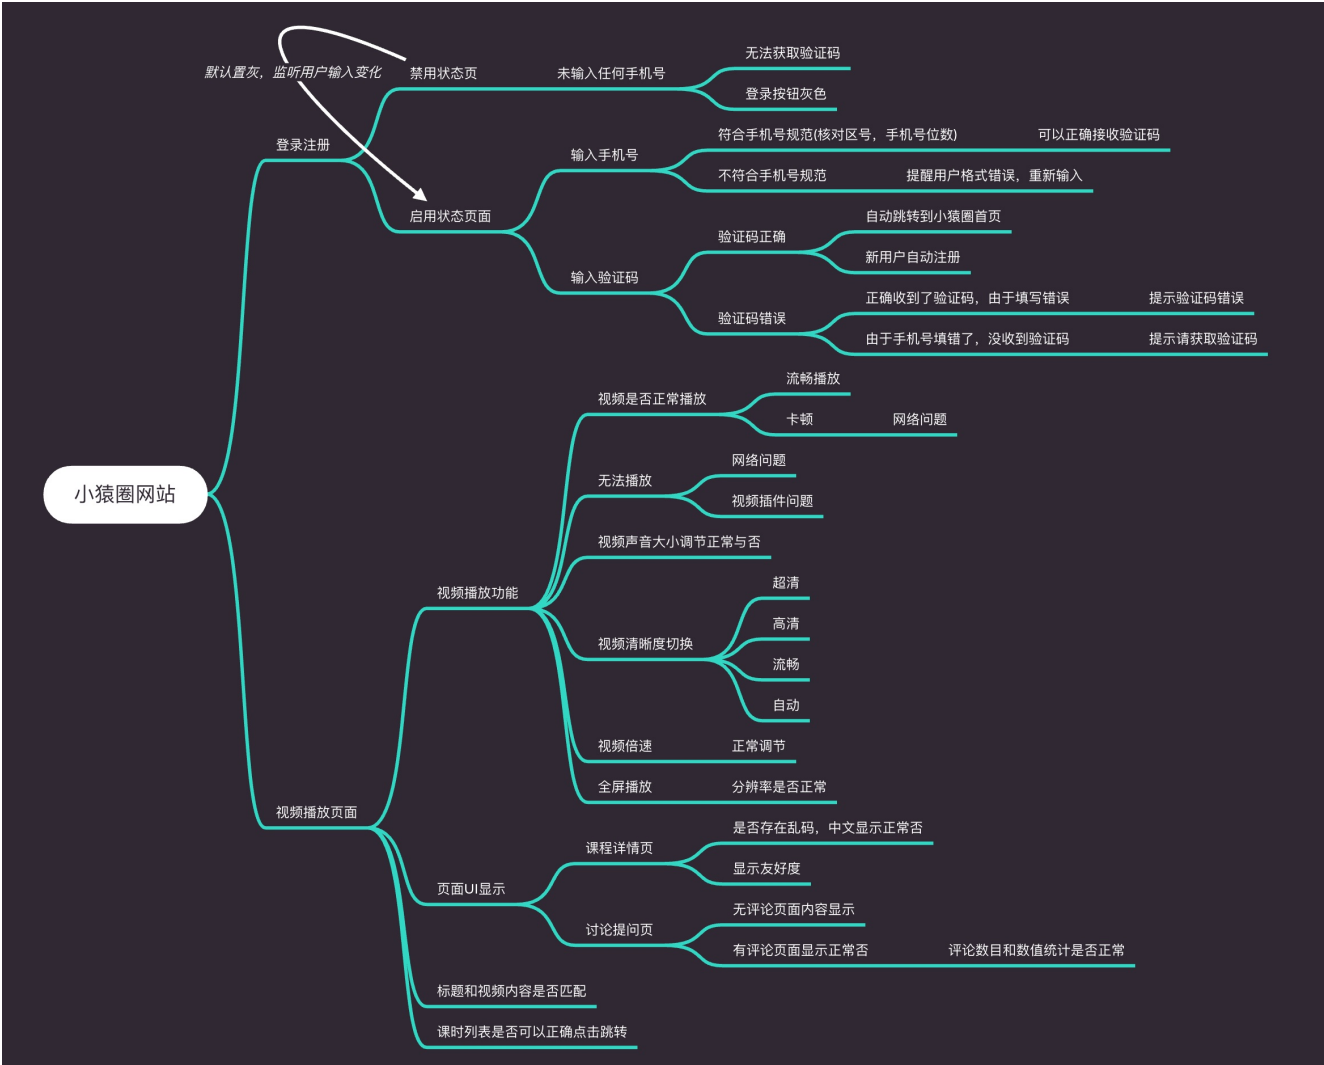 小猿圈网站
登录注册
默认置灰，监听用户输入变化
禁用状态页
未输入任何手机号
无法获取验证码
登录按钮灰色
启用状态页面
输入手机号
符合手机号规范(核对区号，手机号位数)
可以正确接收验证码
不符合手机号规范
提醒用户格式错误，重新输入
输入验证码
验证码正确
自动跳转到小猿圈首页
新用户自动注册
验证码错误
正确收到了验证码，由于填写错误
提示验证码错误
由于手机号填错了，没收到验证码
提示请获取验证码
视频播放页面
视频播放功能
视频是否正常播放
流畅播放
卡顿
网络问题
无法播放
网络问题
视频插件问题
视频声音大小调节正常与否
视频清晰度切换
超清
高清
流畅
自动
视频倍速
正常调节
全屏播放
分辨率是否正常
页面UI显示
课程详情页
是否存在乱码，中文显示正常否
显示友好度
讨论提问页
无评论页面内容显示
有评论页面显示正常否
评论数目和数值统计是否正常
标题和视频内容是否匹配
课时列表是否可以正确点击跳转